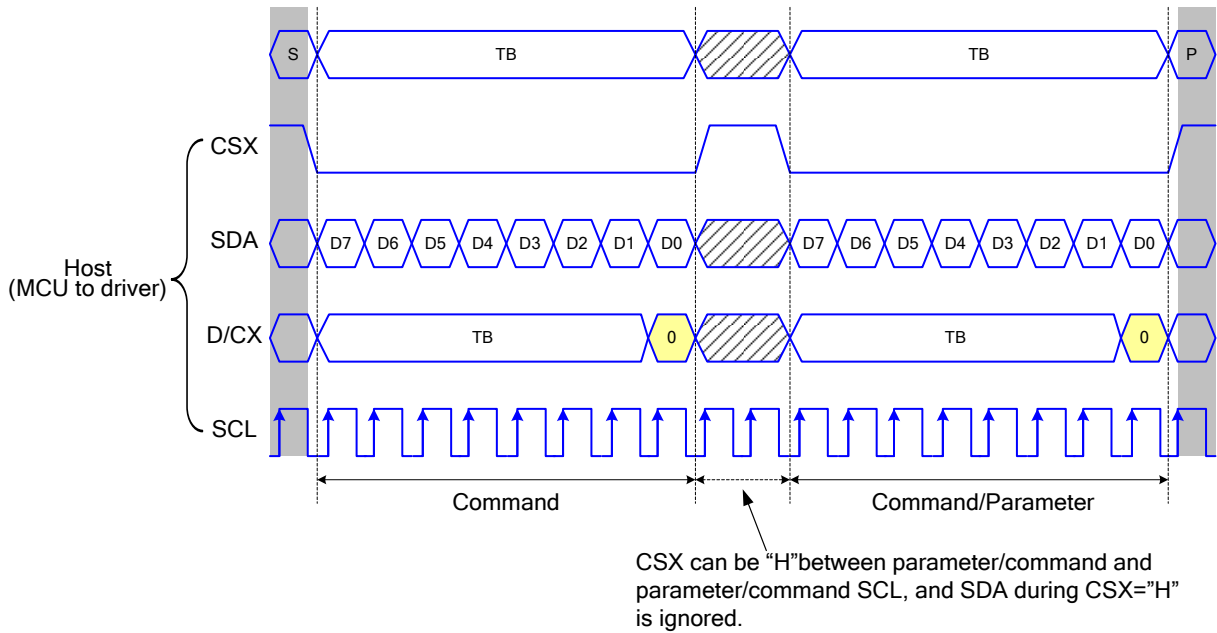 S TB TB P
CSX
SDA D7 D6 D5 D4 D3 D2 D1 D0 D7 D6 D5 D4 D3 D2 D1 D0
Host
(MCU to driver)
D/CX TB 0 TB 0
SCL
Command Command/Parameter
CSX can be “H”between parameter/command and
parameter/command SCL, and SDA during CSX=”H”
is ignored.